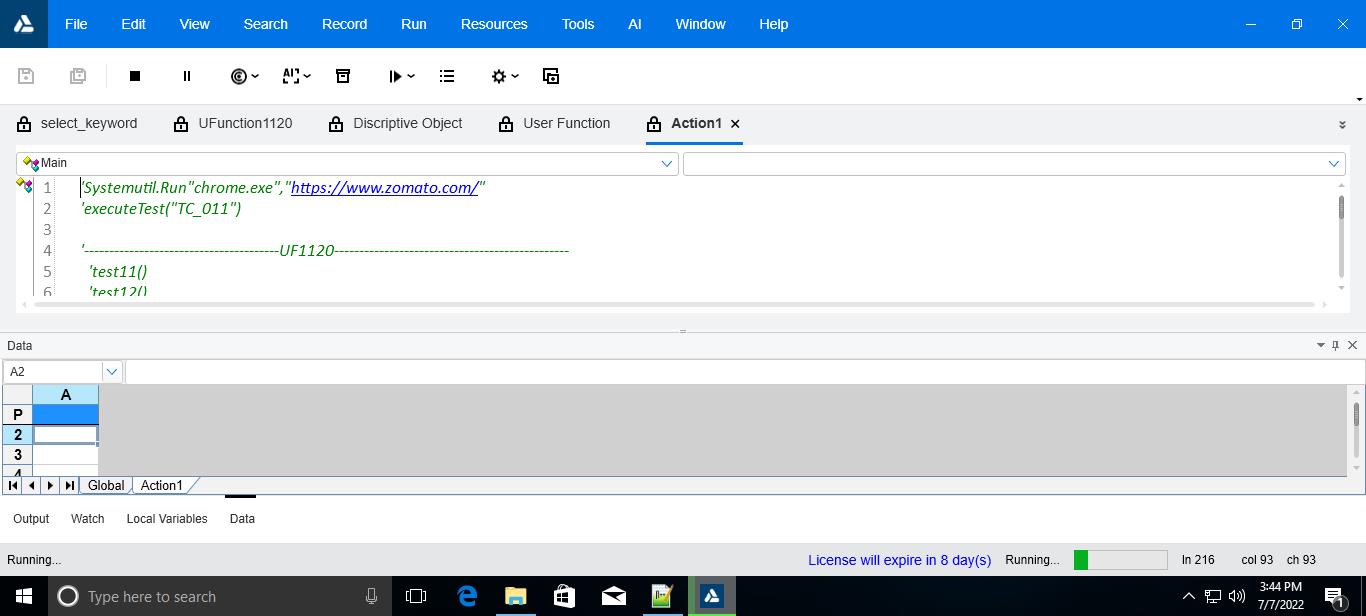 File Edit View Search Record Run Resources Tools AI Window Help
select_keyword UFunction1120 Discriptive Object User Function Action1
Main
1 'Systemutil.Run"chrome.exe","https://www.zomato.com/"
2 'executeTest("TC_011")
3
4 '---------------------------------------UF1120-----------------------------------------------
5 'test11()
6 'test12()
Data
A2
A
P
2
3
4
Global Action1
Output Watch Local Variables Data
Running... License will expire in 8 day(s) Running... ln 216 col 93 ch 93
Type here to search
3:44 PM
7/7/2022
1